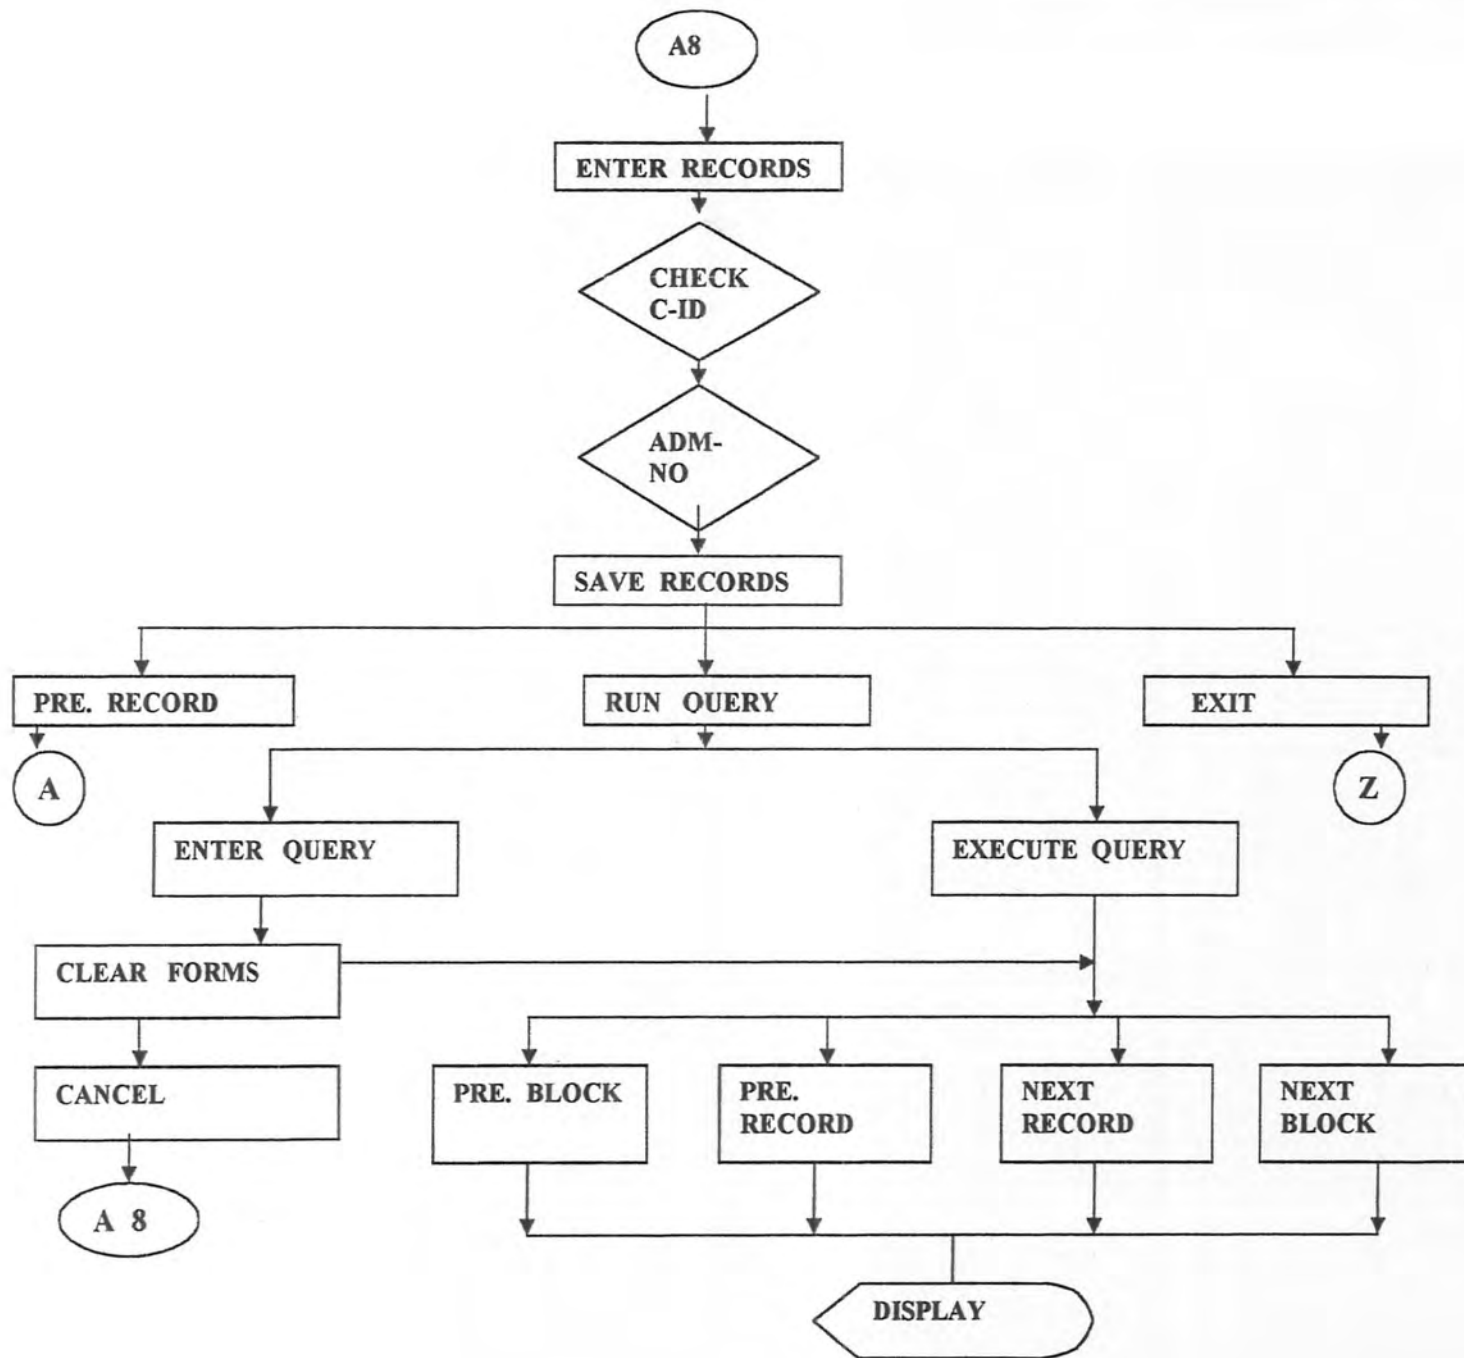 A8
ENTER RECORDS
CHECK
C-ID
ADM-
NO
SAVE RECORDS
PRE. RECORD
RUN QUERY
EXIT
A
Z
ENTER QUERY
EXECUTE QUERY
CLEAR FORMS
CANCEL
PRE. BLOCK
PRE.
RECORD
NEXT
RECORD
NEXT
BLOCK
A 8
DISPLAY